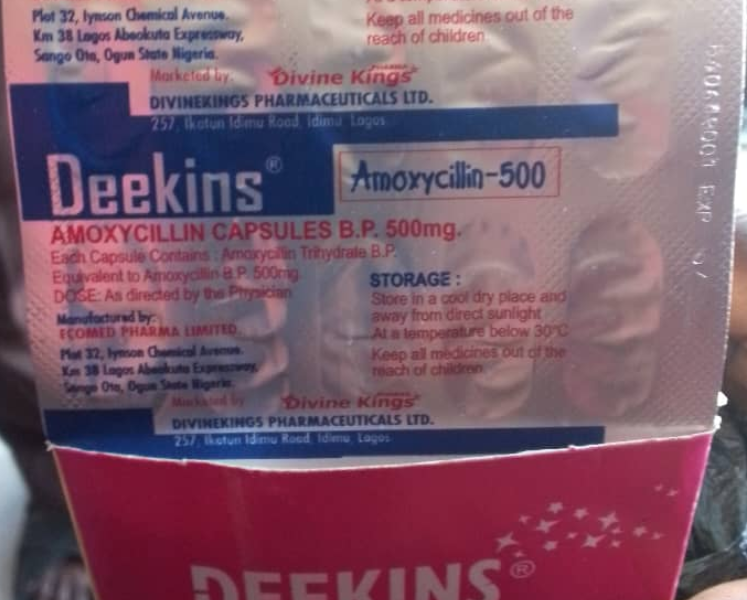 Plot 32, Iynson Chemical Avenue.
Km 38 Lagos Abeokuta Expressway,
Sango Ota, Ogun State Nigeria.
Keep all medicines out of the
reach of children
Marketed by:
Divine Kings
PHARMA
DIVINEKINGS PHARMACEUTICALS LTD.
257, Ikotun Idimu Road, Idimu, Lagos.
Deekins®
Amoxycillin-500
AMOXYCILLIN CAPSULES B.P. 500mg.
Each Capsule Contains : Amoxycillin Trihydrate B.P.
Equivalent to Amoxycillin B.P. 500mg
DOSE: As directed by the Physician
STORAGE :
Store in a cool dry place and
away from direct sunlight
At a temperature below 30°C
Keep all medicines out of the
reach of children
Manufactured by:
ECOMED PHARMA LIMITED.
Plot 32, Iynson Chemical Avenue.
Km 38 Lagos Abeokuta Expressway,
Sango Ota, Ogun State Nigeria.
Marketed by
Divine Kings
PHARMA
DIVINEKINGS PHARMACEUTICALS LTD.
257, Ikotun Idimu Road, Idimu, Lagos
EXP
DEEKINS®